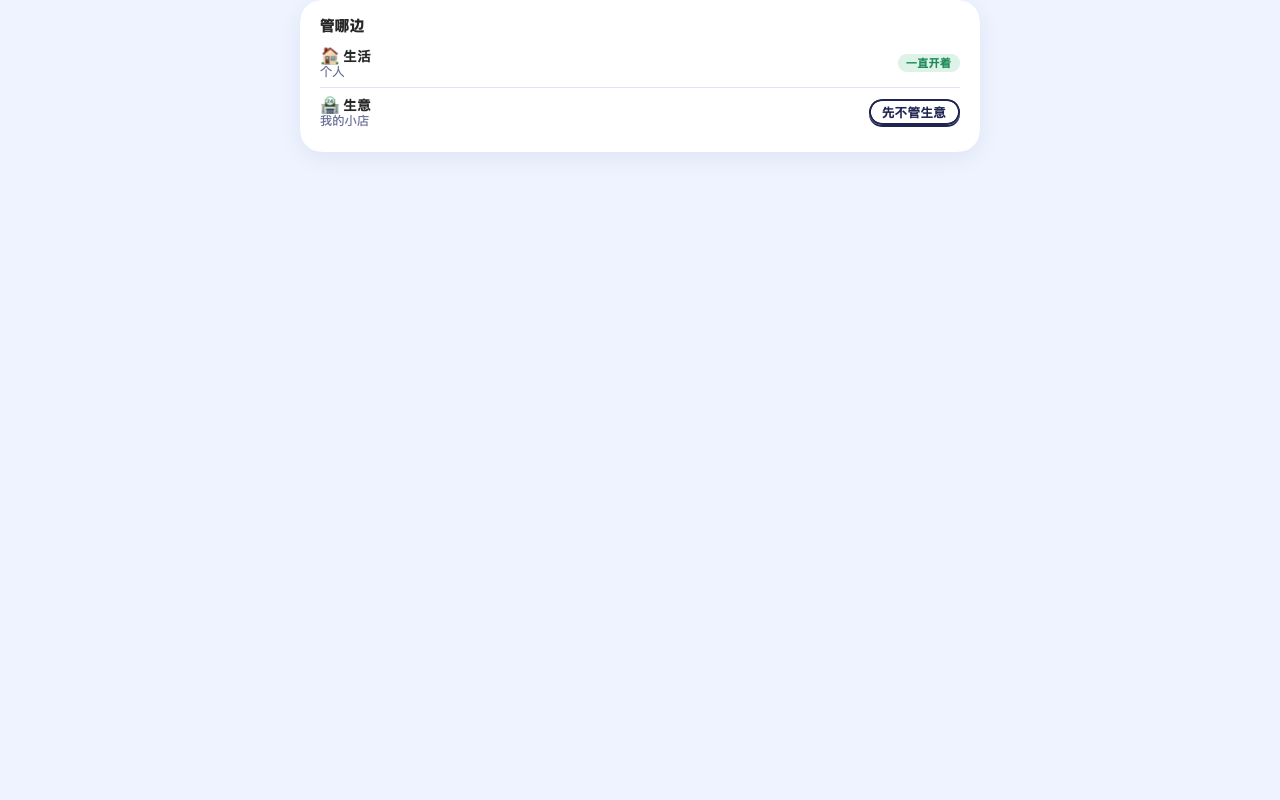 管哪边
🏠 生活
个人
一直开着
🏪 生意
我的小店
先不管生意